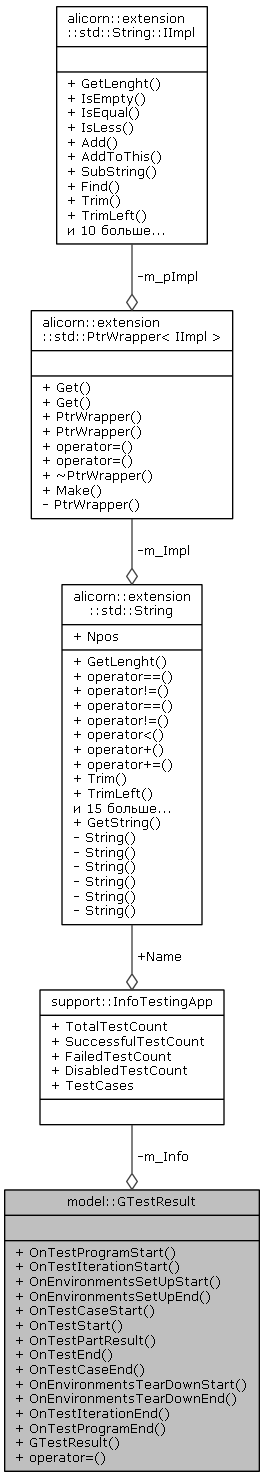 alicorn::extension
::std::String::IImpl
+ GetLenght()
+ IsEmpty()
+ IsEqual()
+ IsLess()
+ Add()
+ AddToThis()
+ SubString()
+ Find()
+ Trim()
+ TrimLeft()
и 10 больше...
-m_pImpl
alicorn::extension
::std::PtrWrapper< IImpl >
+ Get()
+ Get()
+ PtrWrapper()
+ PtrWrapper()
+ operator=()
+ operator=()
+ ~PtrWrapper()
+ Make()
- PtrWrapper()
-m_Impl
alicorn::extension
::std::String
+ Npos
+ GetLenght()
+ operator==()
+ operator!=()
+ operator==()
+ operator!=()
+ operator<()
+ operator+()
+ operator+=()
+ Trim()
+ TrimLeft()
и 15 больше...
+ GetString()
- String()
- String()
- String()
- String()
- String()
- String()
+Name
support::InfoTestingApp
+ TotalTestCount
+ SuccessfulTestCount
+ FailedTestCount
+ DisabledTestCount
+ TestCases
-m_Info
model::GTestResult
+ OnTestProgramStart()
+ OnTestIterationStart()
+ OnEnvironmentsSetUpStart()
+ OnEnvironmentsSetUpEnd()
+ OnTestCaseStart()
+ OnTestStart()
+ OnTestPartResult()
+ OnTestEnd()
+ OnTestCaseEnd()
+ OnEnvironmentsTearDownStart()
+ OnEnvironmentsTearDownEnd()
+ OnTestIterationEnd()
+ OnTestProgramEnd()
+ GTestResult()
+ operator=()